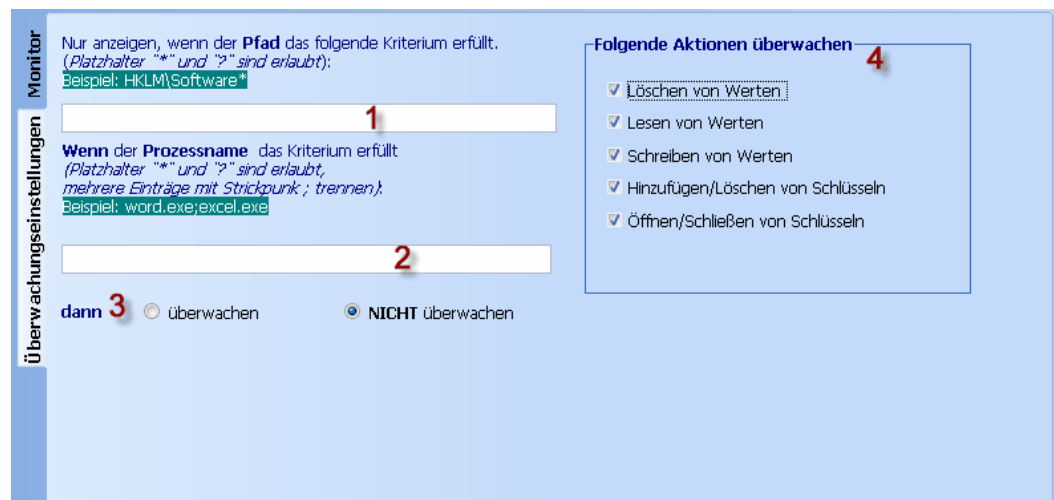 Monitor
Überwachungseinstellungen
Nur anzeigen, wenn der Pfad das folgende Kriterium erfüllt.
(Platzhalter "*" und "?" sind erlaubt):
Beispiel: HKLM\Software*
1
Wenn der Prozessname das Kriterium erfüllt
(Platzhalter "*" und "?" sind erlaubt,
mehrere Einträge mit Strickpunk ; trennen).
Beispiel: word.exe;excel.exe
2
dann 3 überwachen NICHT überwachen
Folgende Aktionen überwachen
4
Löschen von Werten
Lesen von Werten
Schreiben von Werten
Hinzufügen/Löschen von Schlüsseln
Öffnen/Schließen von Schlüsseln